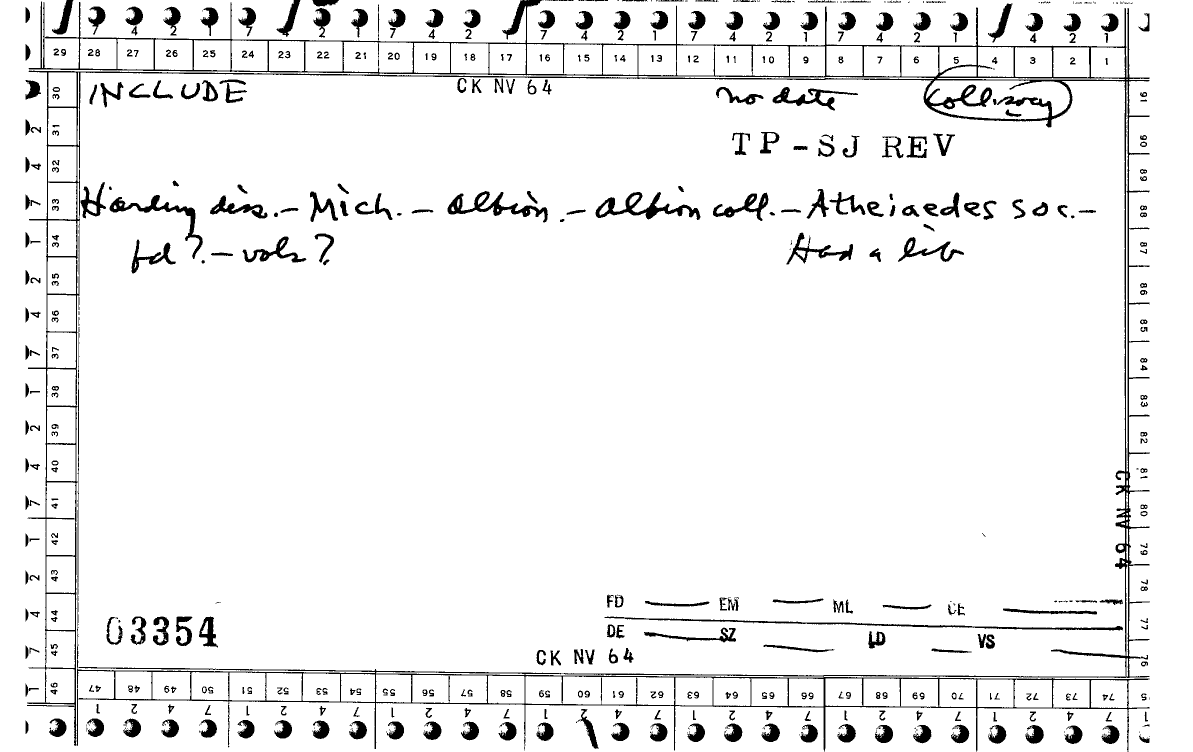 7 4 2 1 7 2 1 7 4 2 7 4 2 1 7 4 2 1 7 4 2 1 4 2 1
29 28 27 26 25 24 23 22 21 20 19 18 17 16 15 14 13 12 11 10 9 8 7 6 5 4 3 2 1
INCLUDE CK NV 64 no date
TP-SJ REV
Harding diss. - Mich. - Albion. - Albion coll. - Atheiaedes soc. -
fd ?. - vols ? Had a lib
30 31 32 33 34 35 36 37 38 39 40 41 42 43 44 45 46
91 90 89 88 87 86 85 84 83 82 81 80 79 78 77 76
CK NV 64
FD EM ML CE
03354 DE SZ LD VS
CK NV 64
47 48 49 50 51 52 53 54 55 56 57 58 59 60 61 62 63 64 65 66 67 68 69 70 71 72 73 74
1 2 4 7 1 2 4 7 1 2 4 7 1 2 4 7 1 2 4 7 1 2 4 7 1 2 4 7